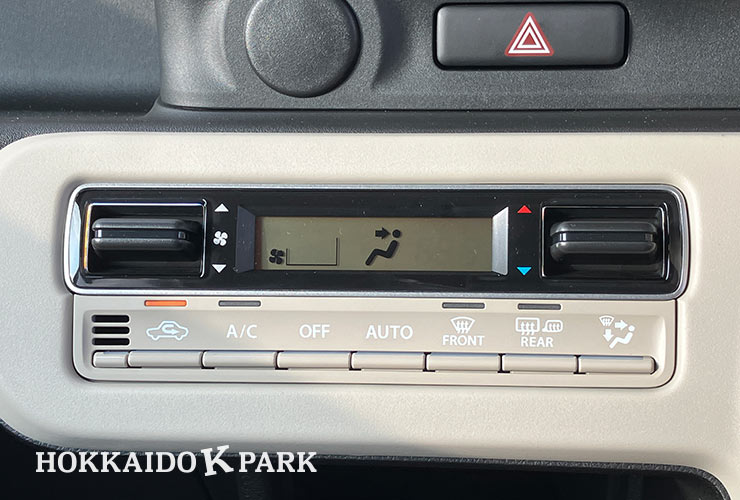 A/C OFF AUTO FRONT REAR
HOKKAIDO K PARK